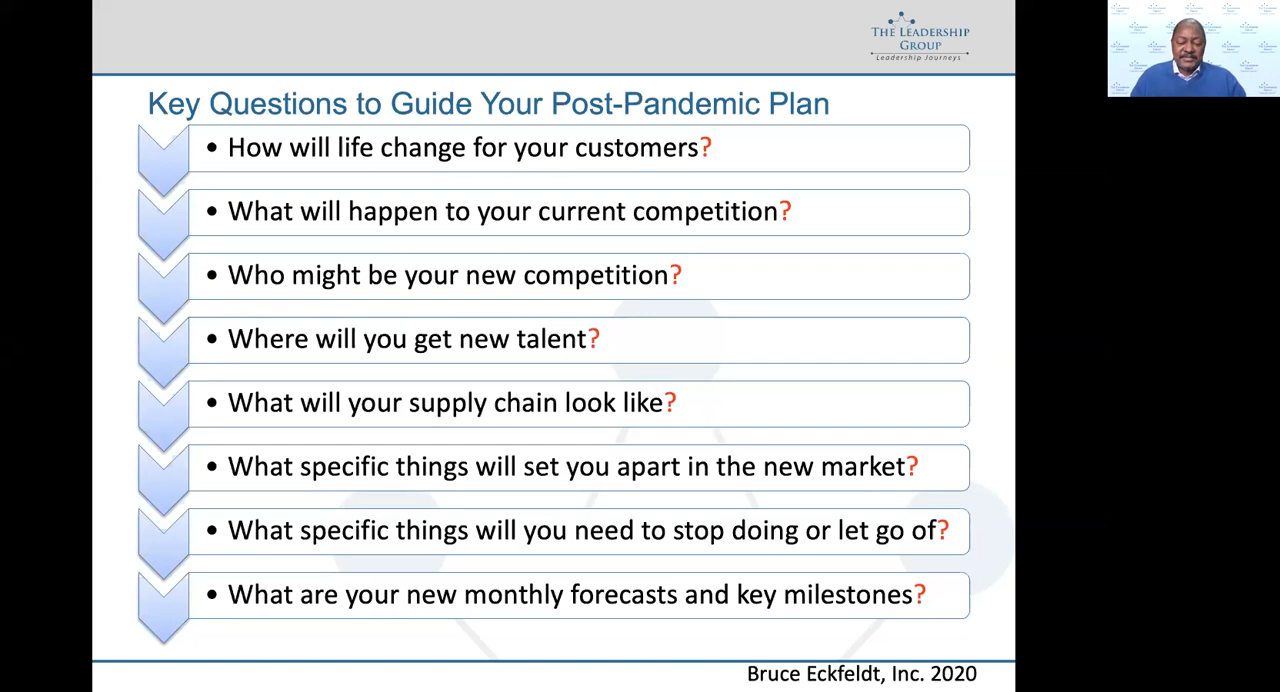 THE LEADERSHIP
GROUP
Leadership Journeys
Key Questions to Guide Your Post-Pandemic Plan
• How will life change for your customers?
• What will happen to your current competition?
• Who might be your new competition?
• Where will you get new talent?
• What will your supply chain look like?
• What specific things will set you apart in the new market?
• What specific things will you need to stop doing or let go of?
• What are your new monthly forecasts and key milestones?
Bruce Eckfeldt, Inc. 2020